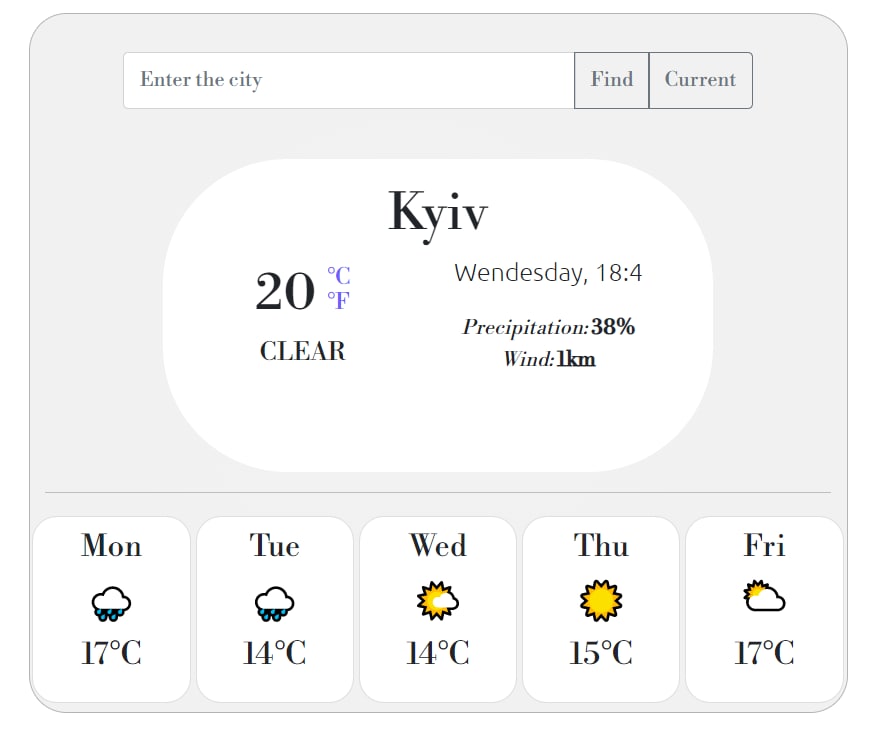 Enter the city Find Current
Kyiv
20 °C
°F
CLEAR
Wendesday, 18:4
Precipitation:38%
Wind:1km
Mon Tue Wed Thu Fri
17°C 14°C 14°C 15°C 17°C